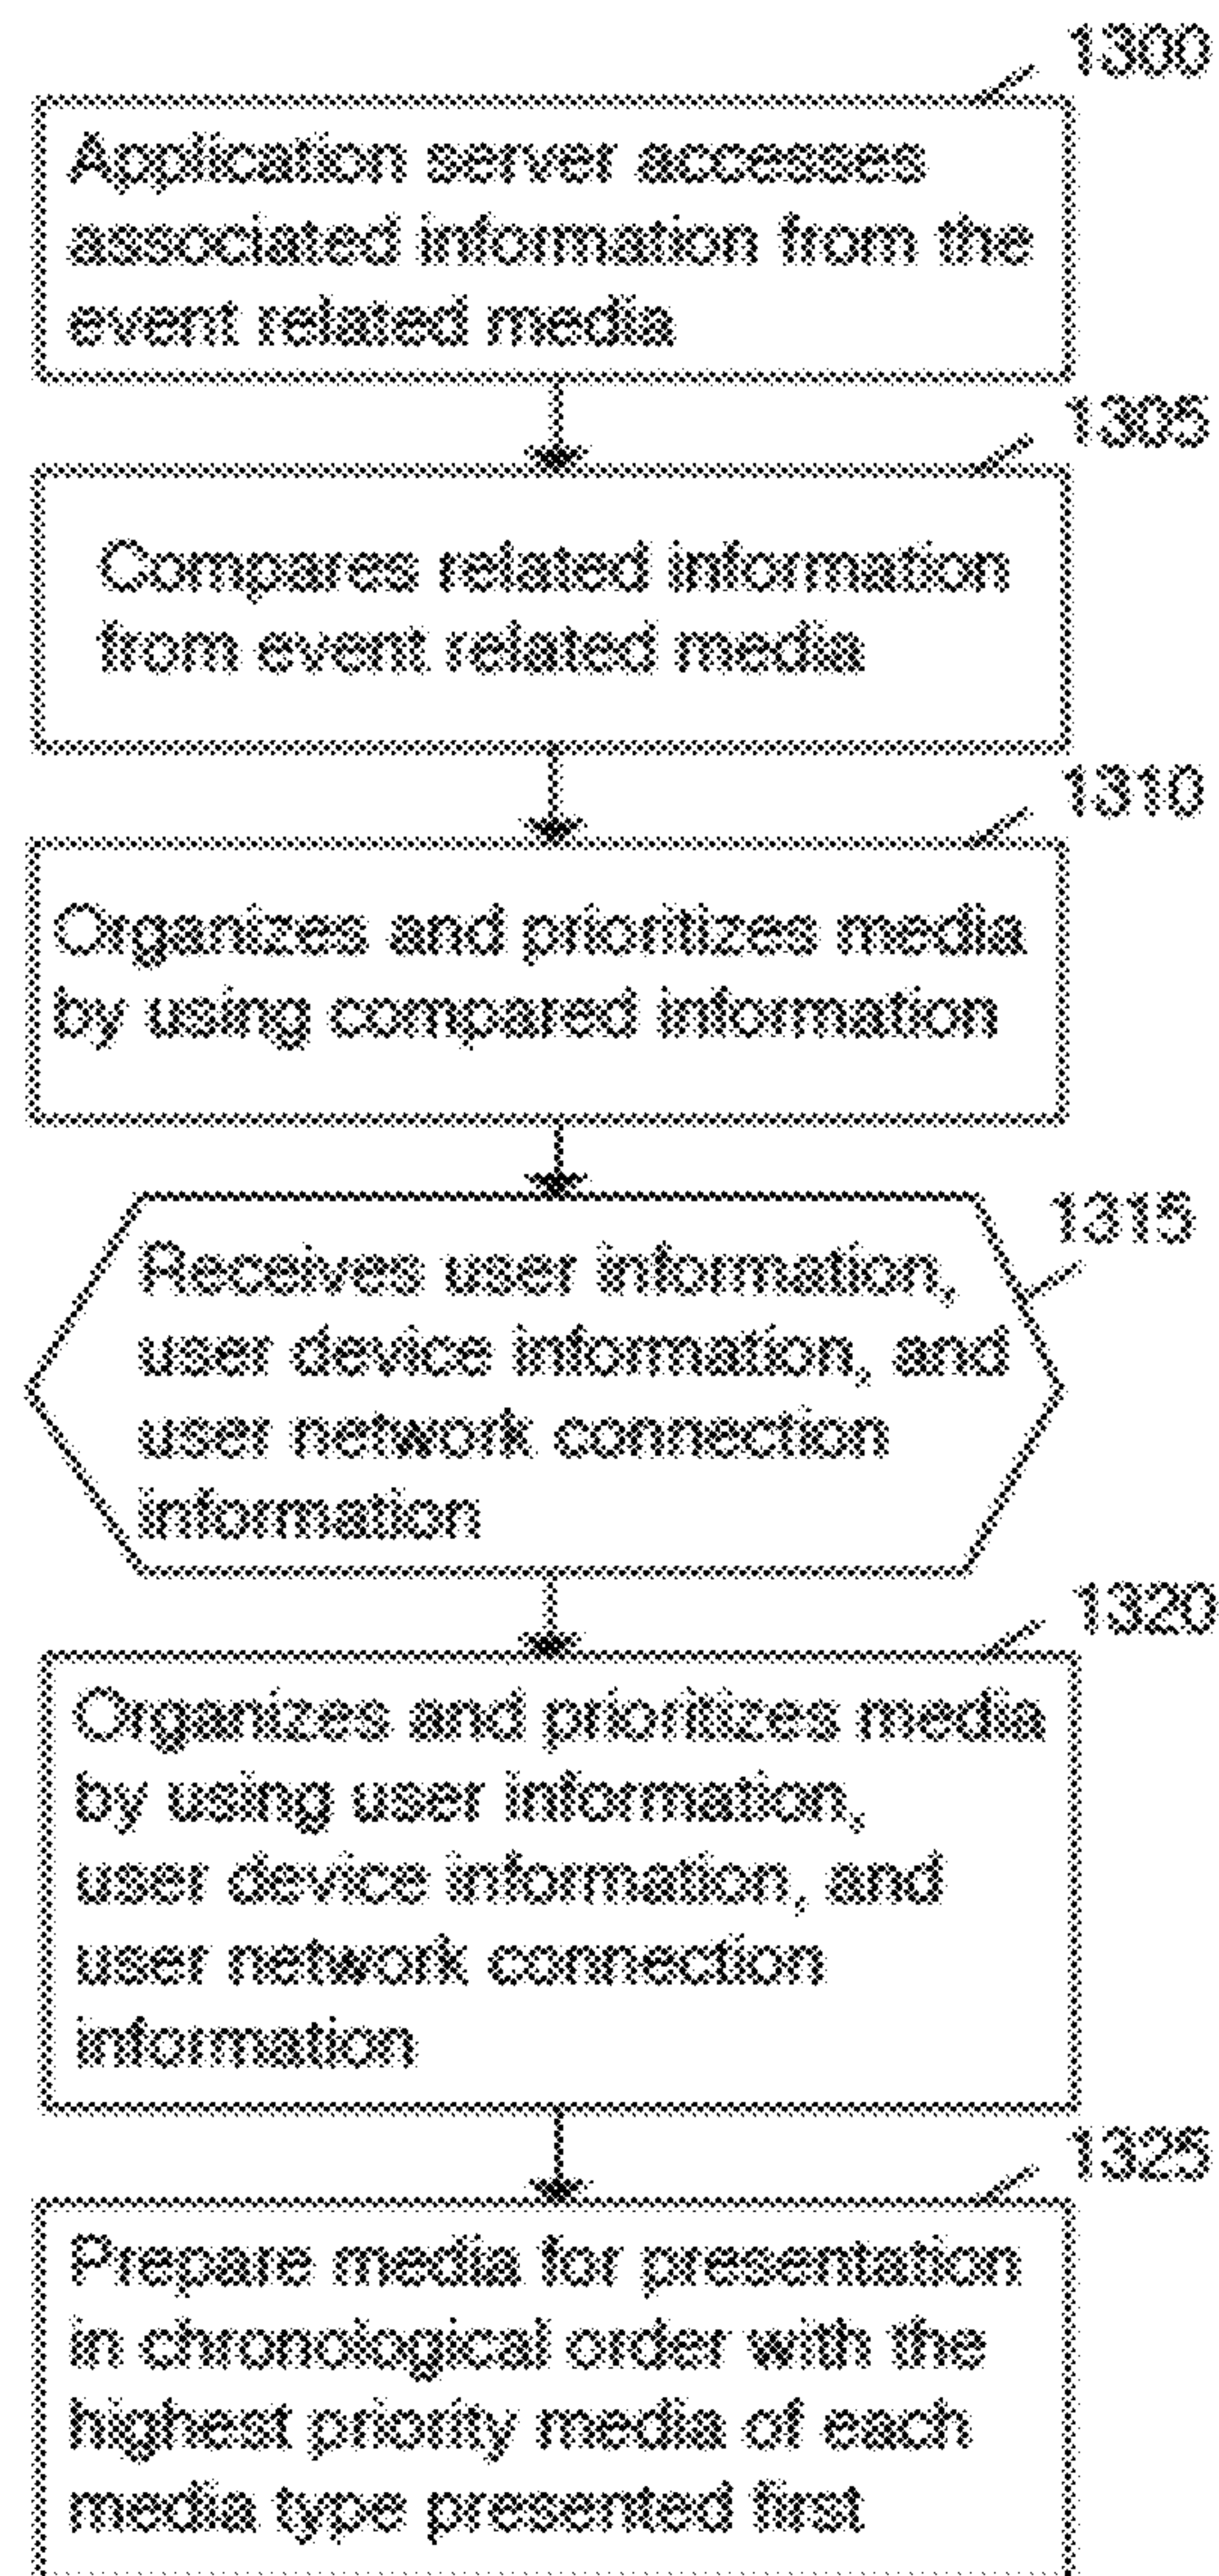 1300
Application server accesses
associated information from the
event related media
1305
Compares related information
from event related media
1310
Organizes and prioritizes media
by using compared information
1315
Receives user information,
user device information, and
user network connection
information
1320
Organizes and prioritizes media
by using user information,
user device information, and
user network connection
information
1325
Prepare media for presentation
in chronological order with the
highest priority media of each
media type presented first